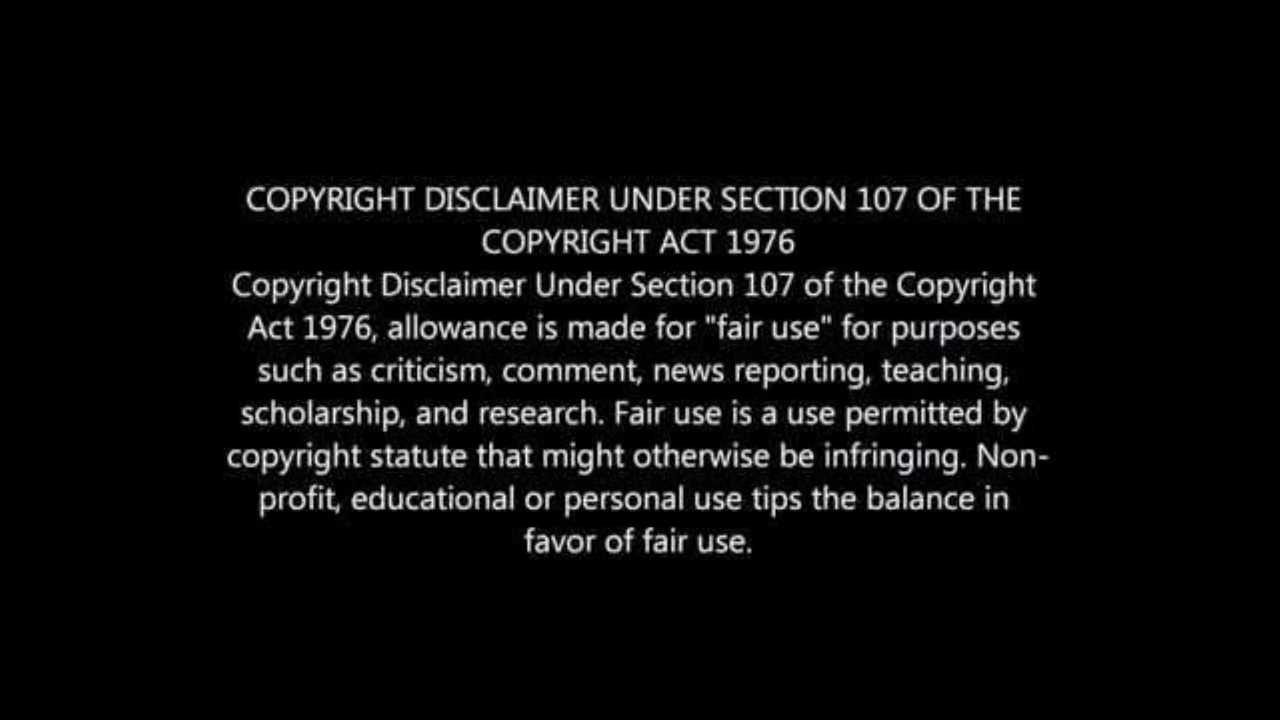 COPYRIGHT DISCLAIMER UNDER SECTION 107 OF THE
COPYRIGHT ACT 1976
Copyright Disclaimer Under Section 107 of the Copyright
Act 1976, allowance is made for "fair use" for purposes
such as criticism, comment, news reporting, teaching,
scholarship, and research. Fair use is a use permitted by
copyright statute that might otherwise be infringing. Non-
profit, educational or personal use tips the balance in
favor of fair use.